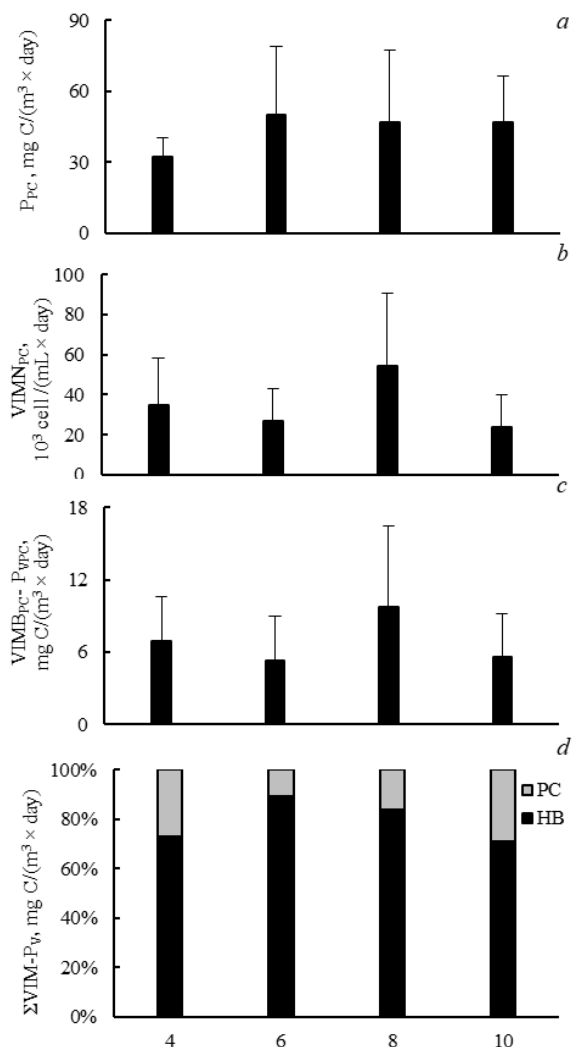 a
90
60
30
0
P_PC , mg C/(m³ × day)
b
100
80
60
40
20
0
VIMN_PC,
10³ cell /(mL × day)
c
18
12
6
0
VIMB_PC- P_VPC,
mg C/(m³ × day)
d
100%
80%
60%
40%
20%
0%
ΣVIM-P_V, mg C/(m³ × day)
PC
HB
4 6 8 10